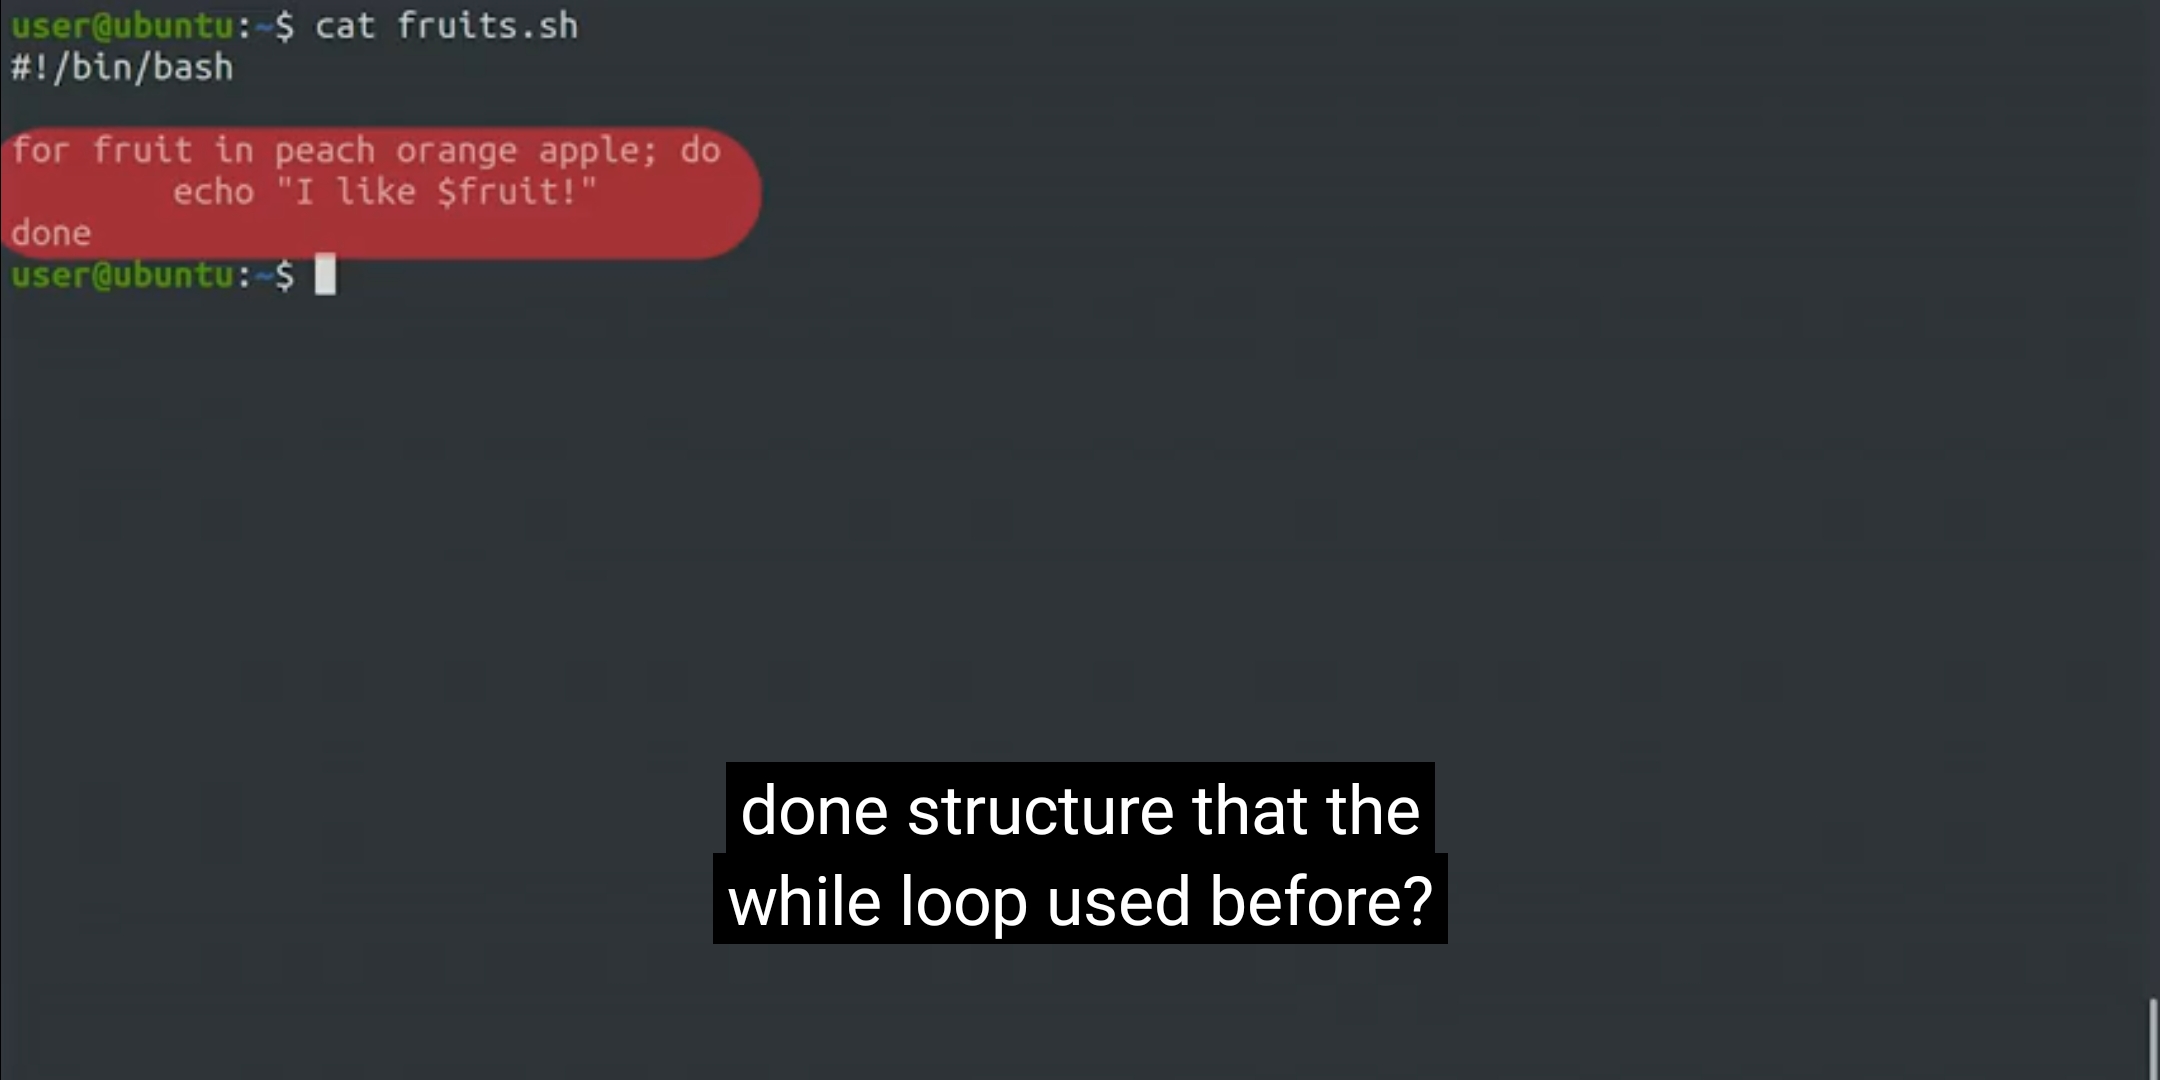 user@ubuntu:~$ cat fruits.sh
#!/bin/bash
for fruit in peach orange apple; do
echo "I like $fruit!"
done
user@ubuntu:~$
done structure that the
while loop used before?